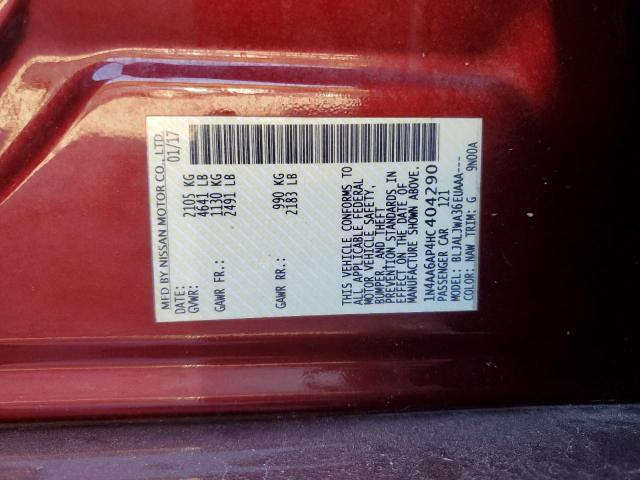 MFD BY NISSAN MOTOR CO., LTD.
DATE: 01/17
GVWR: 2105 KG
4641 LB
GAWR FR.: 1130 KG
2491 LB
GAWR RR.: 990 KG
2183 LB
THIS VEHICLE CONFORMS TO
ALL APPLICABLE FEDERAL
MOTOR VEHICLE SAFETY,
BUMPER, AND THEFT
PREVENTION STANDARDS IN
EFFECT ON THE DATE OF
MANUFACTURE SHOWN ABOVE.
1N4AA6AP4HC404290
PASSENGER CAR 121
MODEL: BLJALJWA36EUAAA---
COLOR: NAW TRIM: G 9N00A